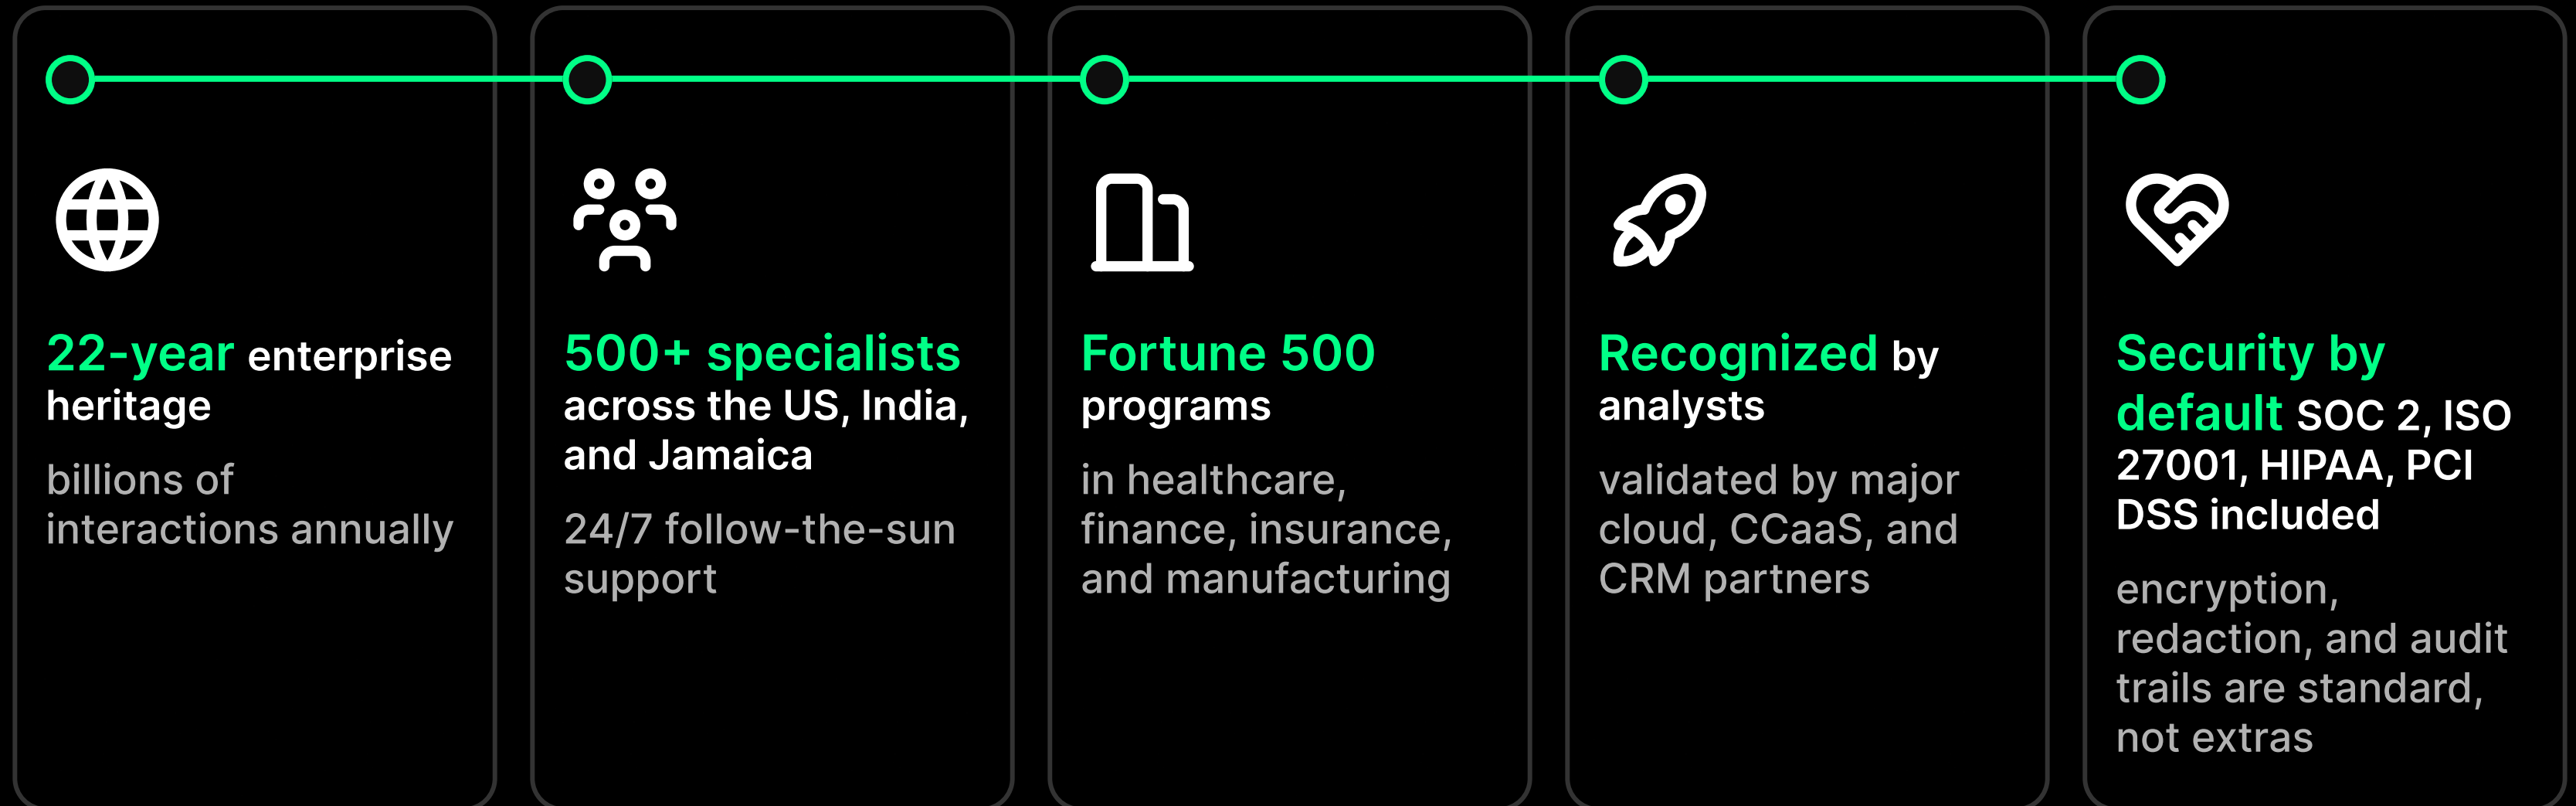 22-year enterprise
heritage
billions of
interactions annually
500+ specialists
across the US, India,
and Jamaica
24/7 follow-the-sun
support
Fortune 500
programs
in healthcare,
finance, insurance,
and manufacturing
Recognized by
analysts
validated by major
cloud, CCaaS, and
CRM partners
Security by
default SOC 2, ISO
27001, HIPAA, PCI
DSS included
encryption,
redaction, and audit
trails are standard,
not extras